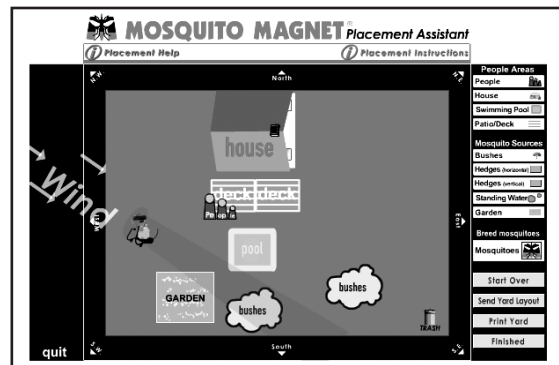 MOSQUITO MAGNET® Placement Assistant
Placement Help
Placement Instructions
N.W.
North
N.E.
People Areas
People
House
Swimming Pool
Patio/Deck
Mosquito Sources
Bushes
Hedges (horizontal)
Hedges (vertical)
Standing Water
Garden
Breed mosquitoes
Mosquitoes
Start Over
Send Yard Layout
Print Yard
Finished
Wind
East
house
deck deck
People
pool
GARDEN
bushes
bushes
TRASH
quit
S.W.
South
S.E.